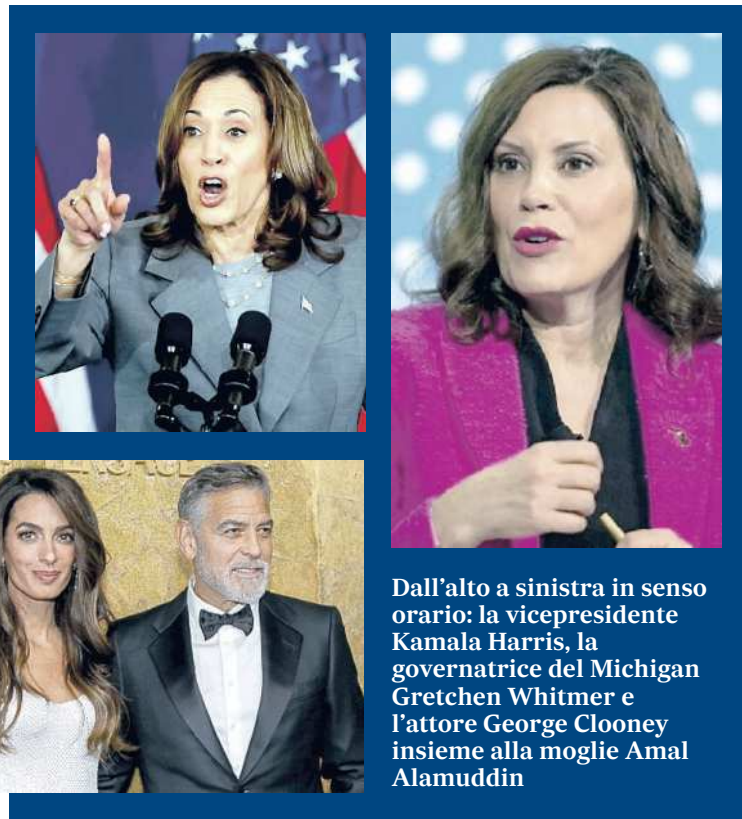 Dall’alto a sinistra in senso
orario: la vicepresidente
Kamala Harris, la
governatrice del Michigan
Gretchen Whitmer e
l’attore George Clooney
insieme alla moglie Amal
Alamuddin